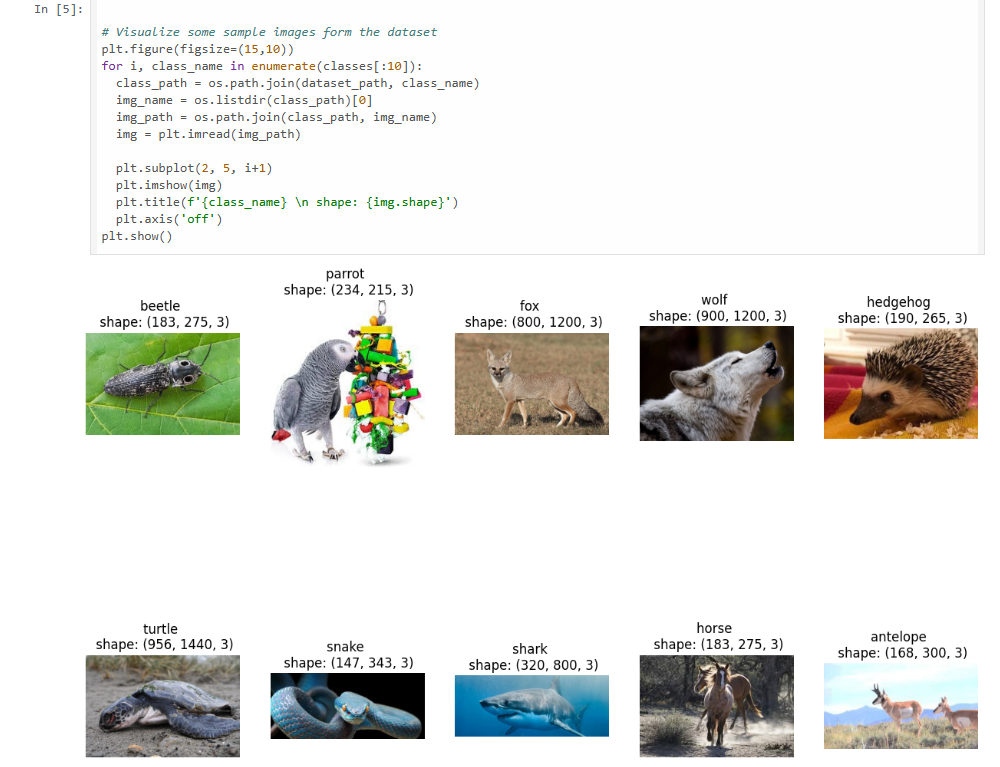 In [5]:
# Visualize some sample images form the dataset
plt.figure(figsize=(15,10))
for i, class_name in enumerate(classes[:10]):
  class_path = os.path.join(dataset_path, class_name)
  img_name = os.listdir(class_path)[0]
  img_path = os.path.join(class_path, img_name)
  img = plt.imread(img_path)
  plt.subplot(2, 5, i+1)
  plt.imshow(img)
  plt.title(f'{class_name} \n shape: {img.shape}')
  plt.axis('off')
plt.show()
beetle
shape: (183, 275, 3)
parrot
shape: (234, 215, 3)
fox
shape: (800, 1200, 3)
wolf
shape: (900, 1200, 3)
hedgehog
shape: (190, 265, 3)
turtle
shape: (956, 1440, 3)
snake
shape: (147, 343, 3)
shark
shape: (320, 800, 3)
horse
shape: (183, 275, 3)
antelope
shape: (168, 300, 3)